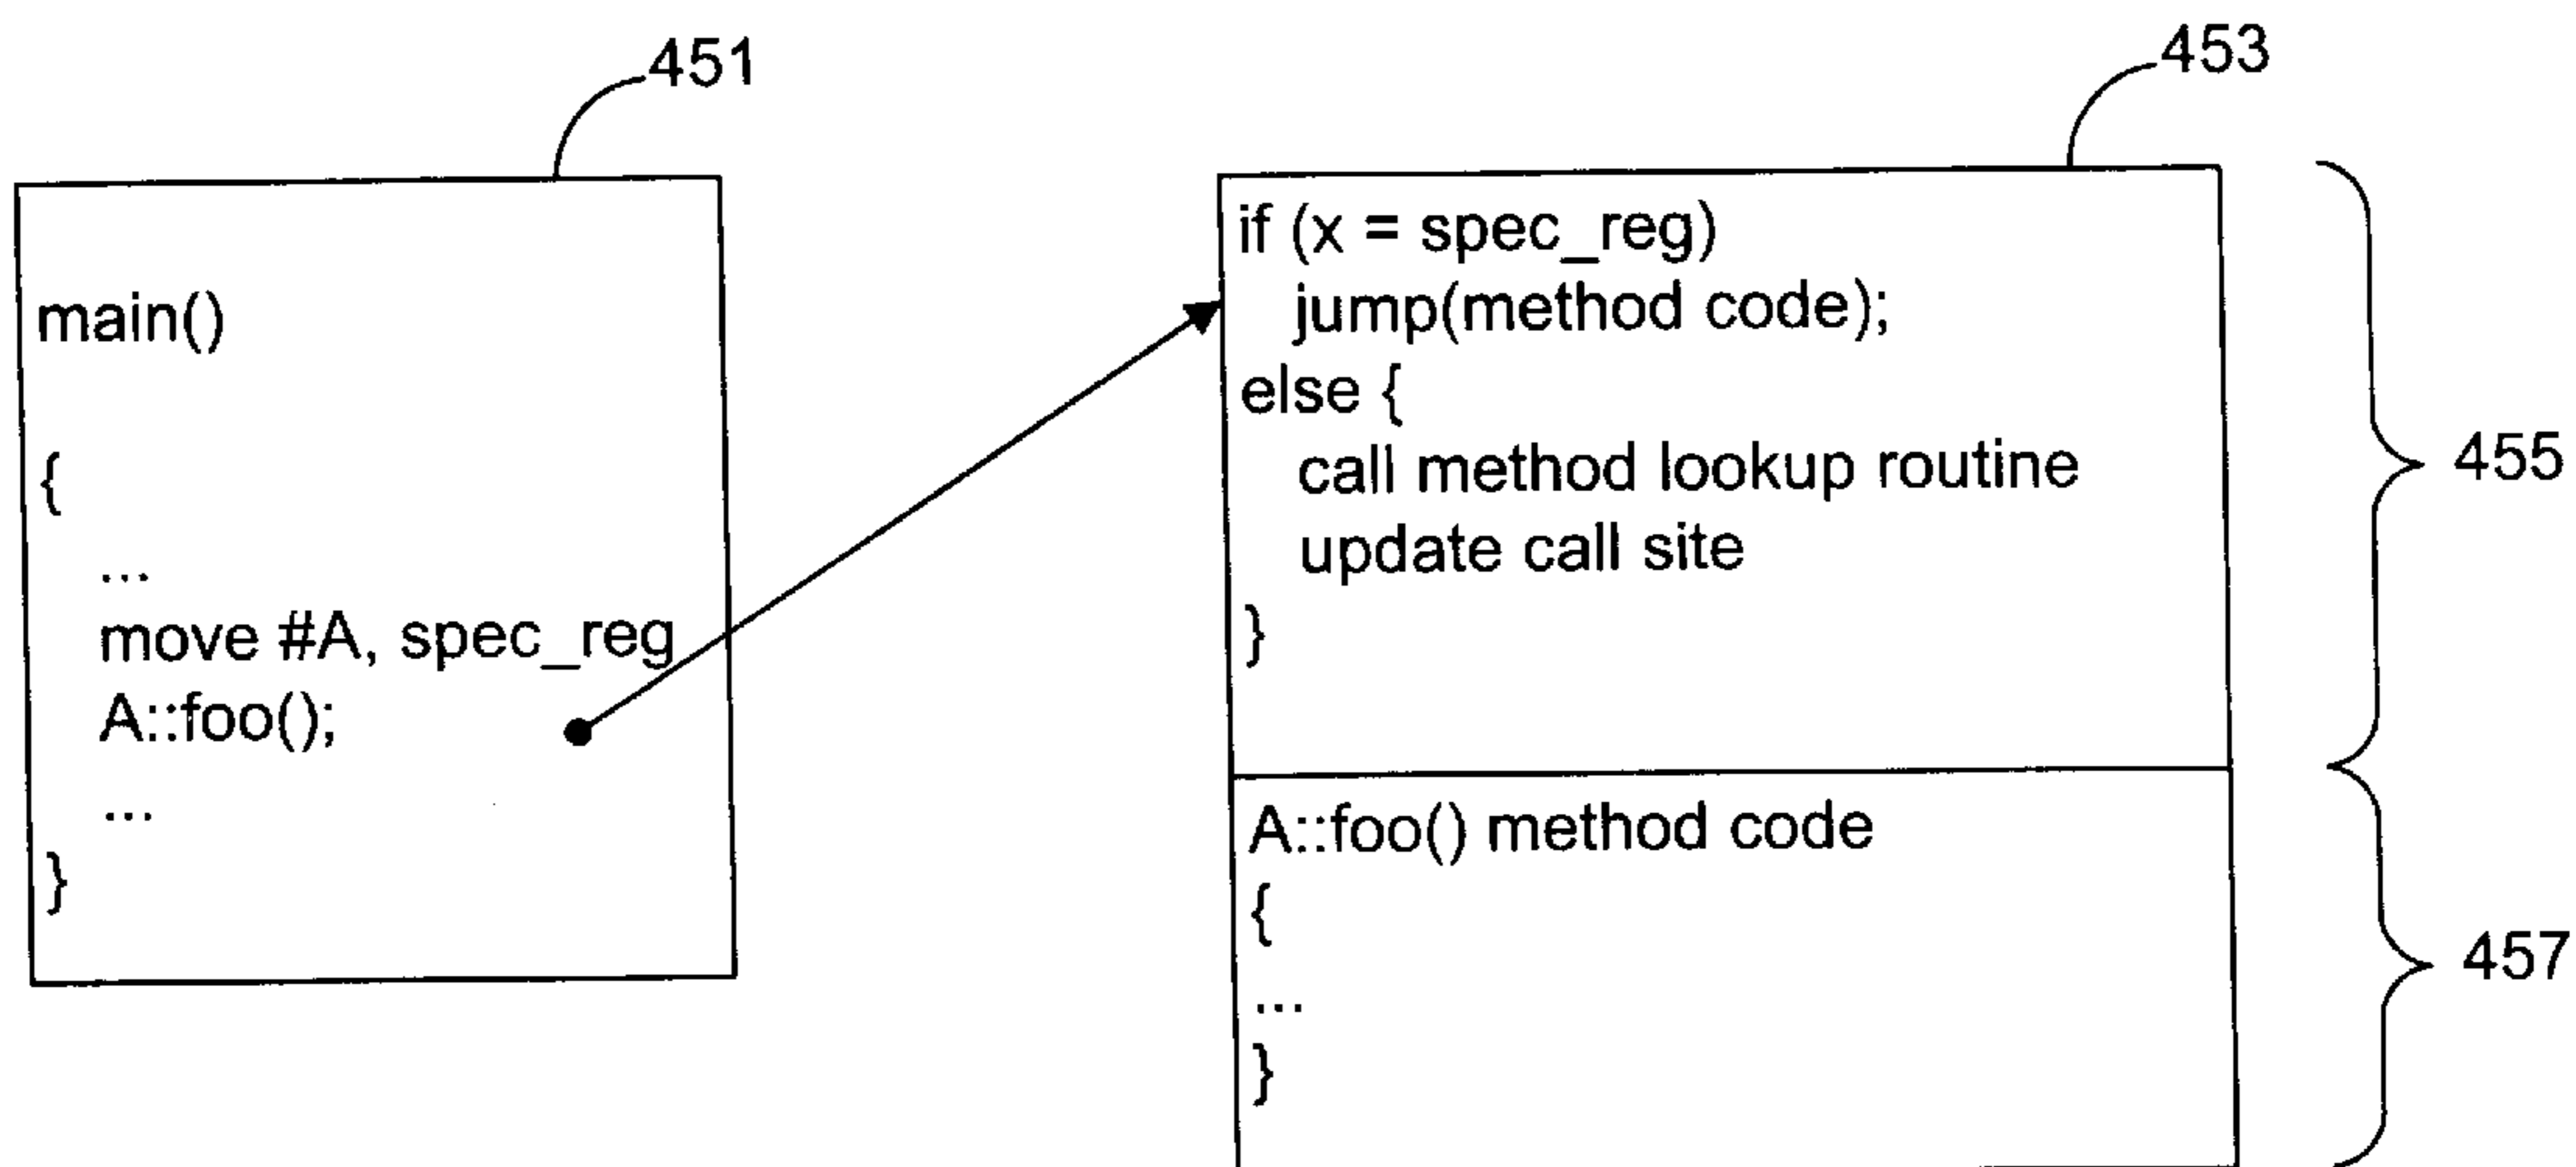 451
main()
{
...
move #A, spec_reg
A::foo();
...
}
453
if (x = spec_reg)
jump(method code);
else {
call method lookup routine
update call site
}
455
A::foo() method code
{
...
}
457